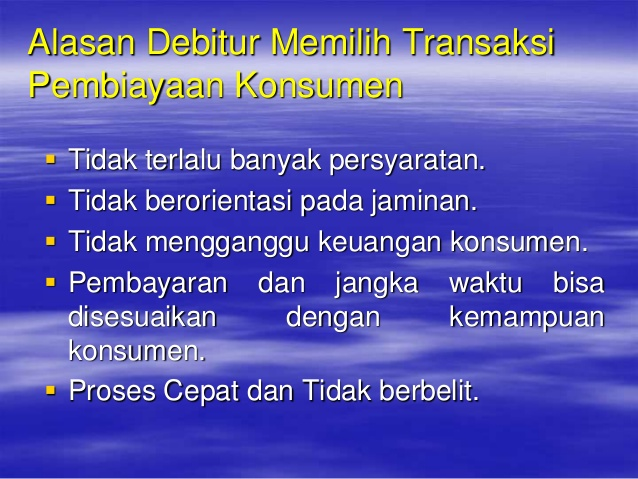 Alasan Debitur Memilih Transaksi
Pembiayaan Konsumen
▪ Tidak terlalu banyak persyaratan.
▪ Tidak berorientasi pada jaminan.
▪ Tidak mengganggu keuangan konsumen.
▪ Pembayaran dan jangka waktu bisa
disesuaikan dengan kemampuan
konsumen.
▪ Proses Cepat dan Tidak berbelit.